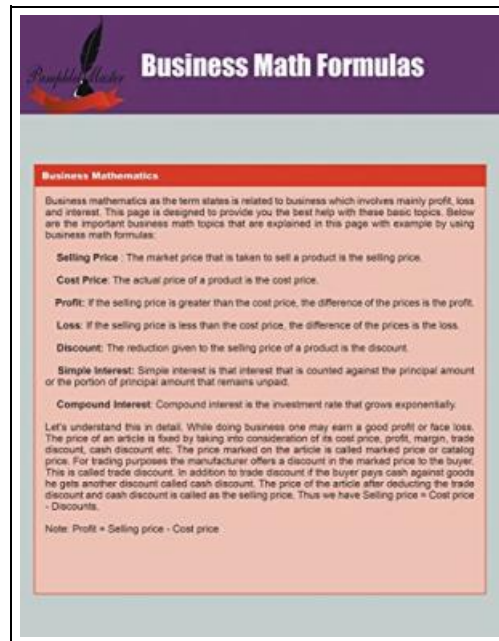 Pamphlet Master
Business Math Formulas
Business Mathematics
Business mathematics as the term states is related to business which involves mainly profit, loss
and interest. This page is designed to provide you the best help with these basic topics. Below
are the important business math topics that are explained in this page with example by using
business math formulas:
Selling Price : The market price that is taken to sell a product is the selling price.
Cost Price: The actual price of a product is the cost price.
Profit: If the selling price is greater than the cost price, the difference of the prices is the profit.
Loss: If the selling price is less than the cost price, the difference of the prices is the loss.
Discount: The reduction given to the selling price of a product is the discount.
Simple Interest: Simple interest is that interest that is counted against the principal amount
or the portion of principal amount that remains unpaid.
Compound Interest: Compound interest is the investment rate that grows exponentially.
Let's understand this in detail. While doing business one may earn a good profit or face loss.
The price of an article is fixed by taking into consideration of its cost price, profit, margin, trade
discount, cash discount etc. The price marked on the article is called marked price or catalog
price. For trading purposes the manufacturer offers a discount in the marked price to the buyer.
This is called trade discount. In addition to trade discount if the buyer pays cash against goods
he gets another discount called cash discount. The price of the article after deducting the trade
discount and cash discount is called as the selling price. Thus we have Selling price = Cost price
- Discounts.
Note: Profit = Selling price - Cost price